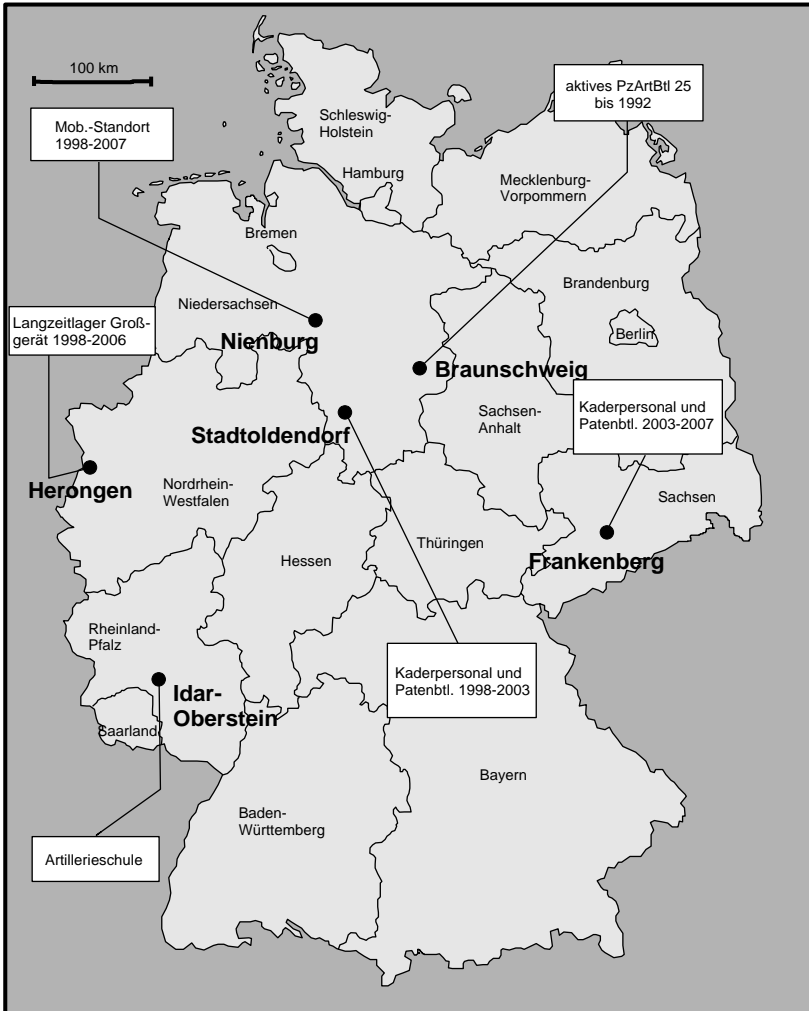 100 km
aktives PzArtBtl 25
bis 1992
Mob.-Standort
1998-2007
Schleswig-
Holstein
Hamburg
Mecklenburg-
Vorpommern
Bremen
Brandenburg
Niedersachsen
Langzeitlager Groß-
gerät 1998-2006
Nienburg
Berlin
Braunschweig
Sachsen-
Anhalt
Kaderpersonal und
Patenbtl. 2003-2007
Stadtoldendorf
Herongen
Nordrhein-
Westfalen
Sachsen
Thüringen
Hessen
Frankenberg
Rheinland-
Pfalz
Kaderpersonal und
Patenbtl. 1998-2003
Idar-
Oberstein
Saarland
Bayern
Baden-
Württemberg
Artillerieschule